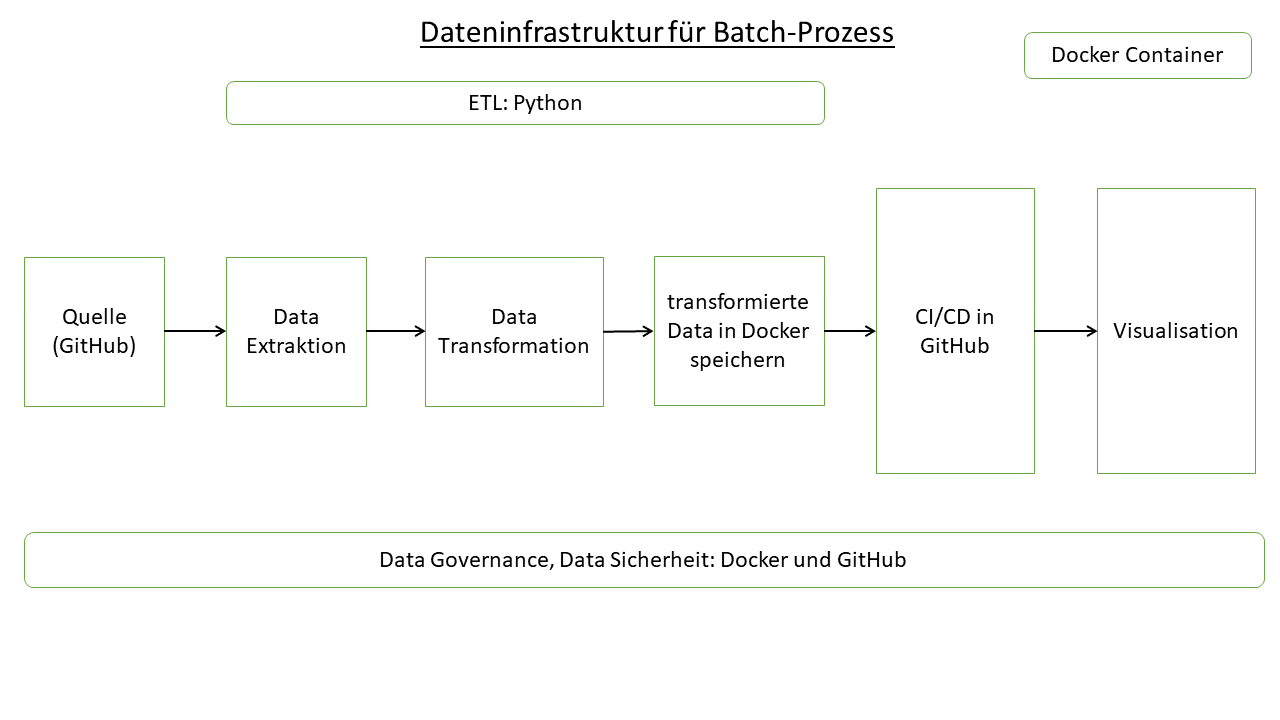 Dateninfrastruktur für Batch-Prozess
Docker Container
ETL: Python
Quelle
(GitHub)
Data
Extraktion
Data
Transformation
transformierte
Data in Docker
speichern
CI/CD in
GitHub
Visualisation
Data Governance, Data Sicherheit: Docker und GitHub